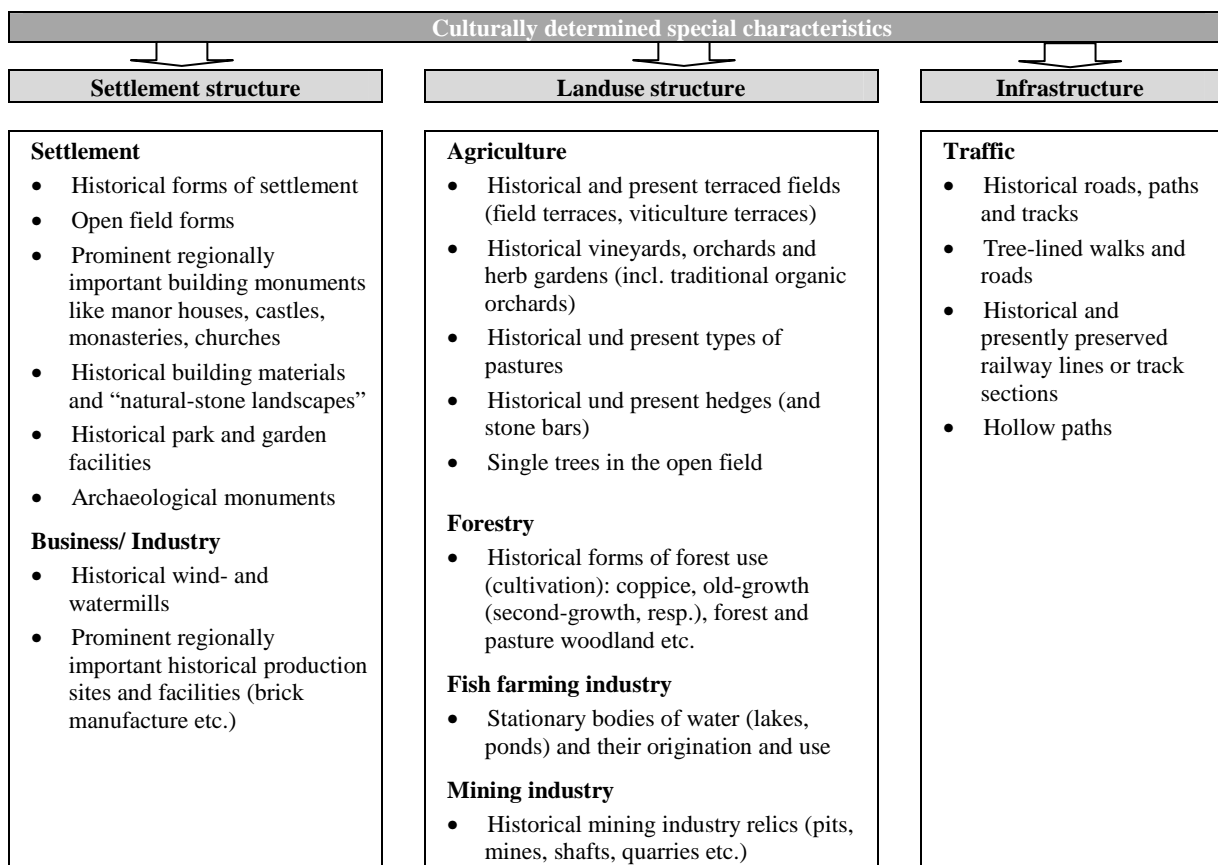 Culturally determined special characteristics
Settlement structure
Landuse structure
Infrastructure
Settlement
• Historical forms of settlement
• Open field forms
• Prominent regionally
important building monuments
like manor houses, castles,
monasteries, churches
• Historical building materials
and “natural-stone landscapes”
• Historical park and garden
facilities
• Archaeological monuments
Business/ Industry
• Historical wind- and
watermills
• Prominent regionally
important historical production
sites and facilities (brick
manufacture etc.)
Agriculture
• Historical and present terraced fields
(field terraces, viticulture terraces)
• Historical vineyards, orchards and
herb gardens (incl. traditional organic
orchards)
• Historical und present types of
pastures
• Historical und present hedges (and
stone bars)
• Single trees in the open field
Forestry
• Historical forms of forest use
(cultivation): coppice, old-growth
(second-growth, resp.), forest and
pasture woodland etc.
Fish farming industry
• Stationary bodies of water (lakes,
ponds) and their origination and use
Mining industry
• Historical mining industry relics (pits,
mines, shafts, quarries etc.)
Traffic
• Historical roads, paths
and tracks
• Tree-lined walks and
roads
• Historical and
presently preserved
railway lines or track
sections
• Hollow paths